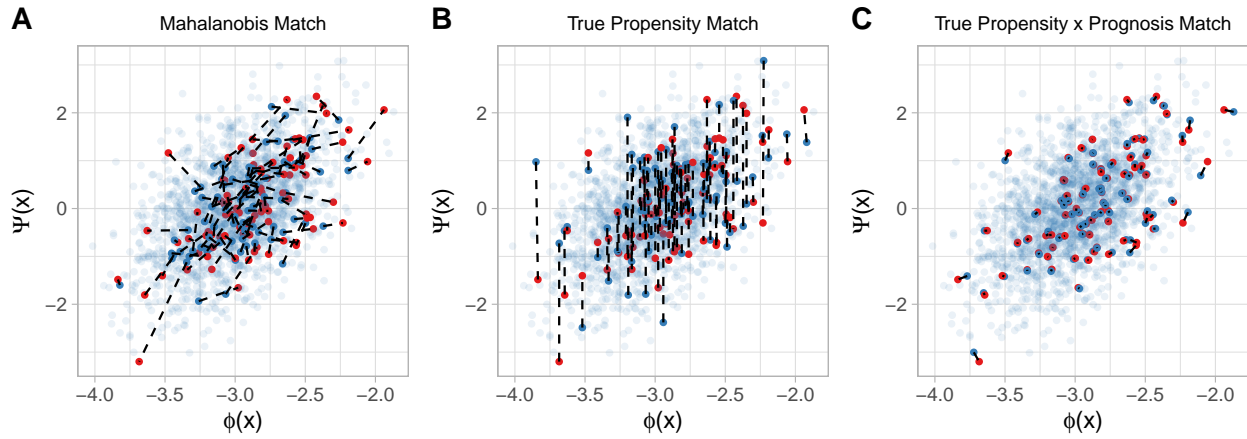 A Mahalanobis Match
Ψ(x)
2
0
−2
−4.0 −3.5 −3.0 −2.5 −2.0
ϕ(x)
B True Propensity Match
Ψ(x)
2
0
−2
−4.0 −3.5 −3.0 −2.5 −2.0
ϕ(x)
C True Propensity x Prognosis Match
Ψ(x)
2
0
−2
−4.0 −3.5 −3.0 −2.5 −2.0
ϕ(x)